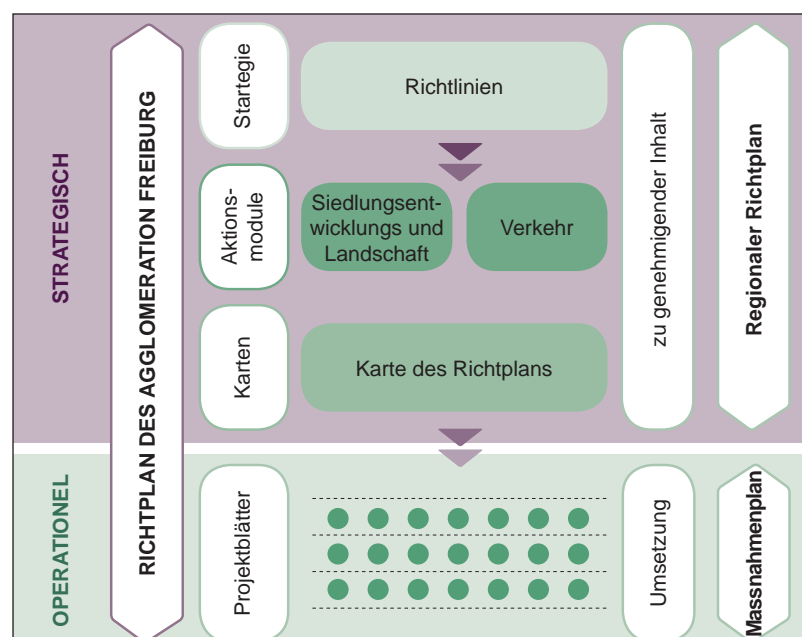 STRATEGISCH
RICHTPLAN DES AGGLOMERATION FREIBURG
Startegie
Richtlinien
zu genehmigender Inhalt
Regionaler Richtplan
Aktions-
module
Siedlungsent-
wicklungs und
Landschaft
Verkehr
Karten
Karte des Richtplans
OPERATIONEL
Projektblätter
Umsetzung
Massnahmenplan